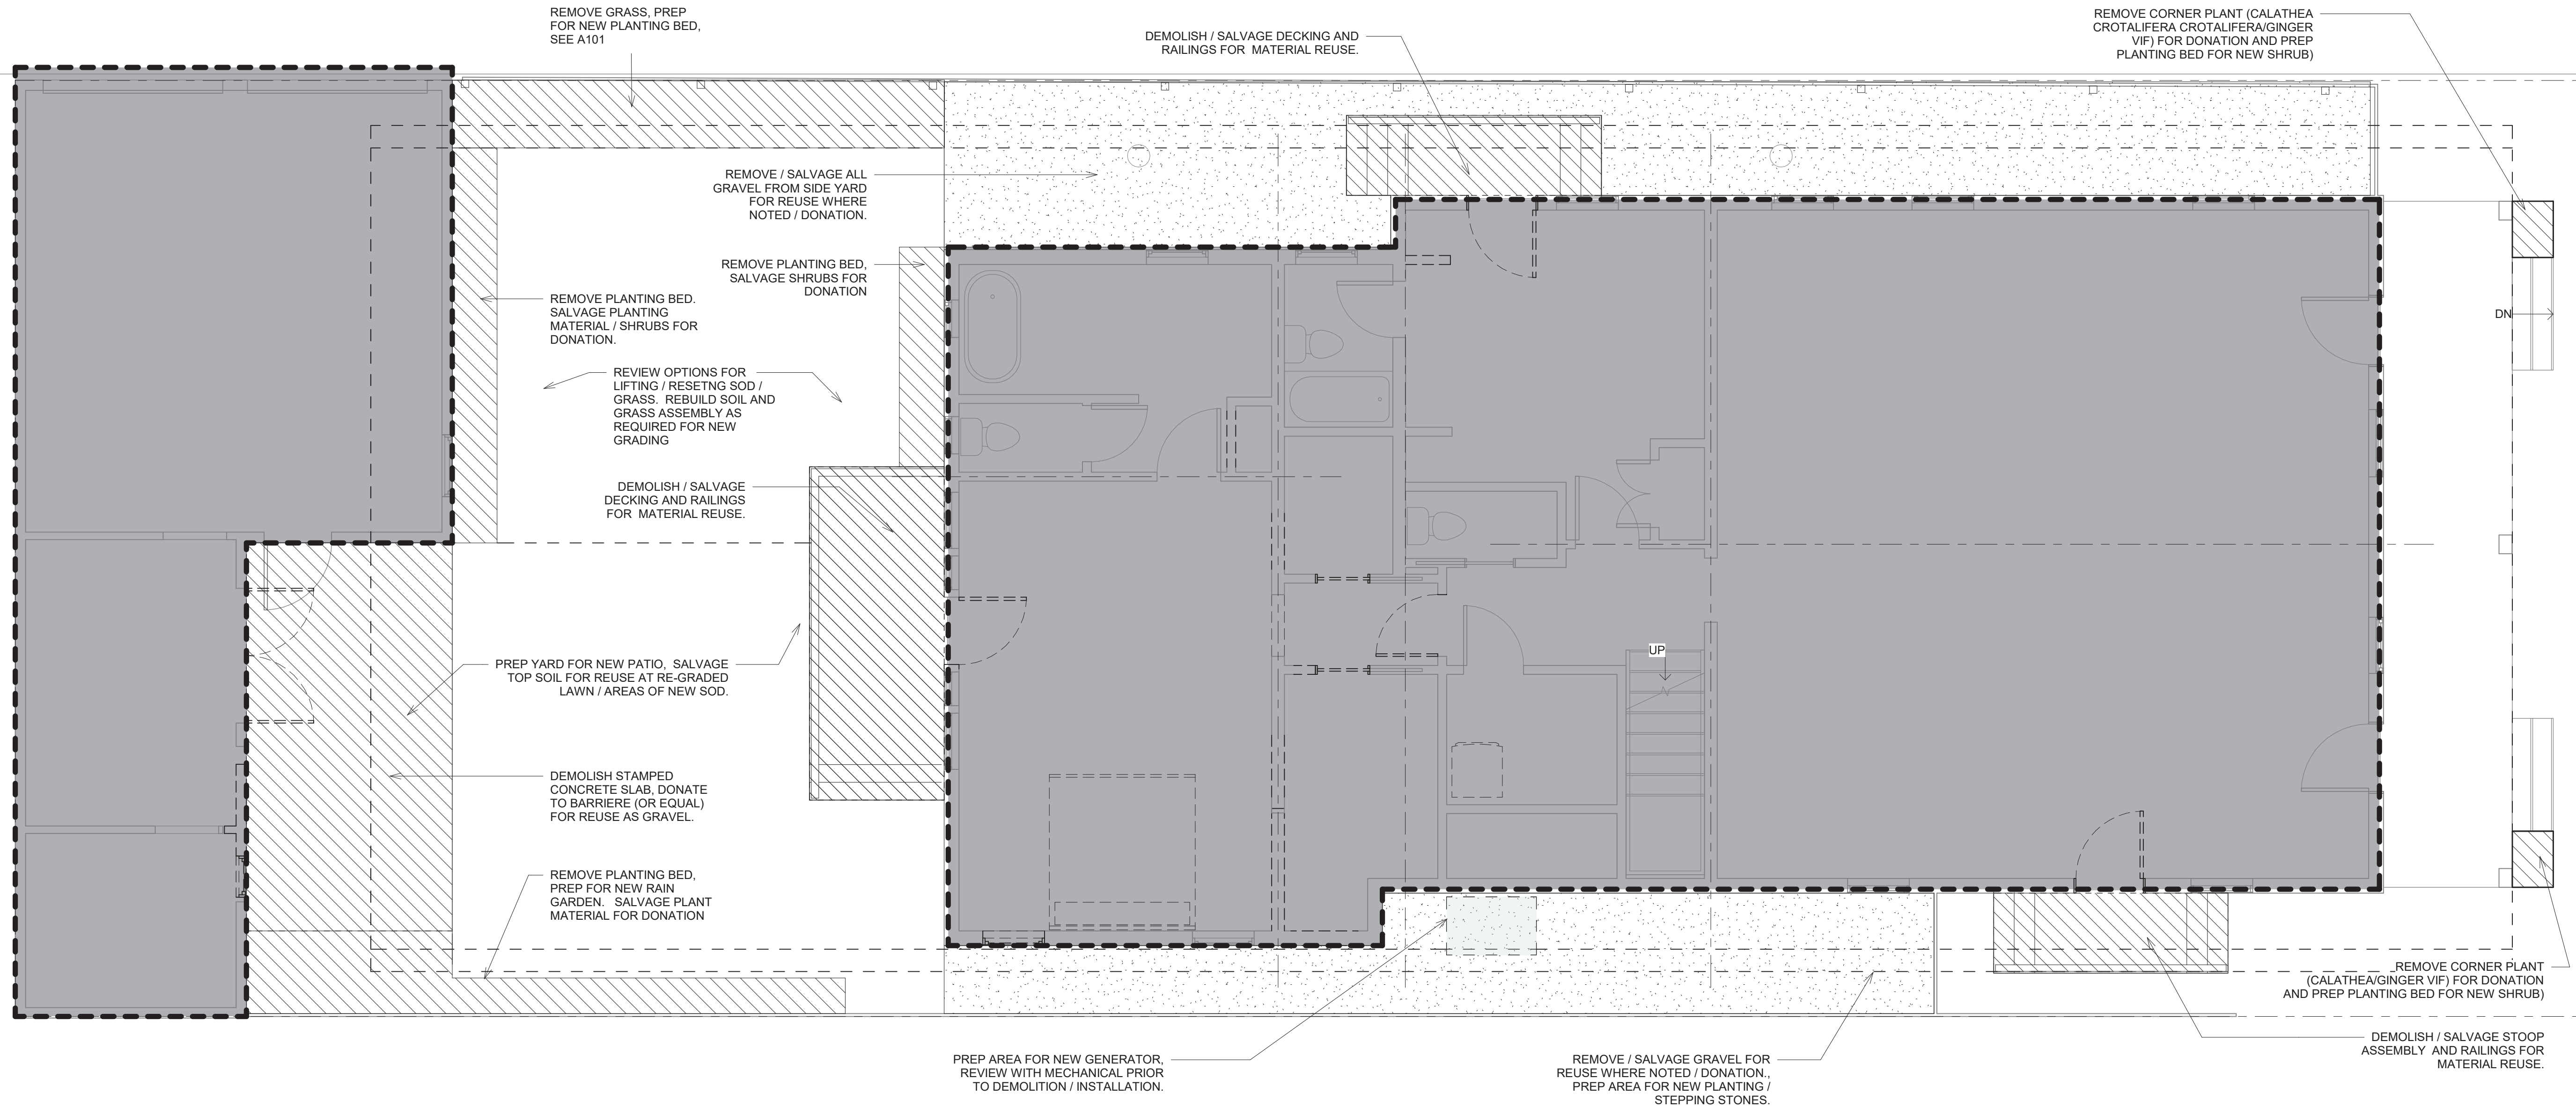 REMOVE GRASS, PREP
FOR NEW PLANTING BED,
SEE A101
DEMOLISH / SALVAGE DECKING AND
RAILINGS FOR MATERIAL REUSE.
REMOVE CORNER PLANT (CALATHEA
CROTALIFERA CROTALIFERA/GINGER
VIF) FOR DONATION AND PREP
PLANTING BED FOR NEW SHRUB)
REMOVE / SALVAGE ALL
GRAVEL FROM SIDE YARD
FOR REUSE WHERE
NOTED / DONATION.
REMOVE PLANTING BED,
SALVAGE SHRUBS FOR
DONATION
REMOVE PLANTING BED.
SALVAGE PLANTING
MATERIAL / SHRUBS FOR
DONATION.
DN
REVIEW OPTIONS FOR
LIFTING / RESETNG SOD /
GRASS. REBUILD SOIL AND
GRASS ASSEMBLY AS
REQUIRED FOR NEW
GRADING
DEMOLISH / SALVAGE
DECKING AND RAILINGS
FOR MATERIAL REUSE.
UP
PREP YARD FOR NEW PATIO, SALVAGE
TOP SOIL FOR REUSE AT RE-GRADED
LAWN / AREAS OF NEW SOD.
DEMOLISH STAMPED
CONCRETE SLAB, DONATE
TO BARRIERE (OR EQUAL)
FOR REUSE AS GRAVEL.
REMOVE PLANTING BED,
PREP FOR NEW RAIN
GARDEN. SALVAGE PLANT
MATERIAL FOR DONATION
REMOVE CORNER PLANT
(CALATHEA/GINGER VIF) FOR DONATION
AND PREP PLANTING BED FOR NEW SHRUB)
PREP AREA FOR NEW GENERATOR,
REVIEW WITH MECHANICAL PRIOR
TO DEMOLITION / INSTALLATION.
REMOVE / SALVAGE GRAVEL FOR
REUSE WHERE NOTED / DONATION.,
PREP AREA FOR NEW PLANTING /
STEPPING STONES.
DEMOLISH / SALVAGE STOOP
ASSEMBLY AND RAILINGS FOR
MATERIAL REUSE.